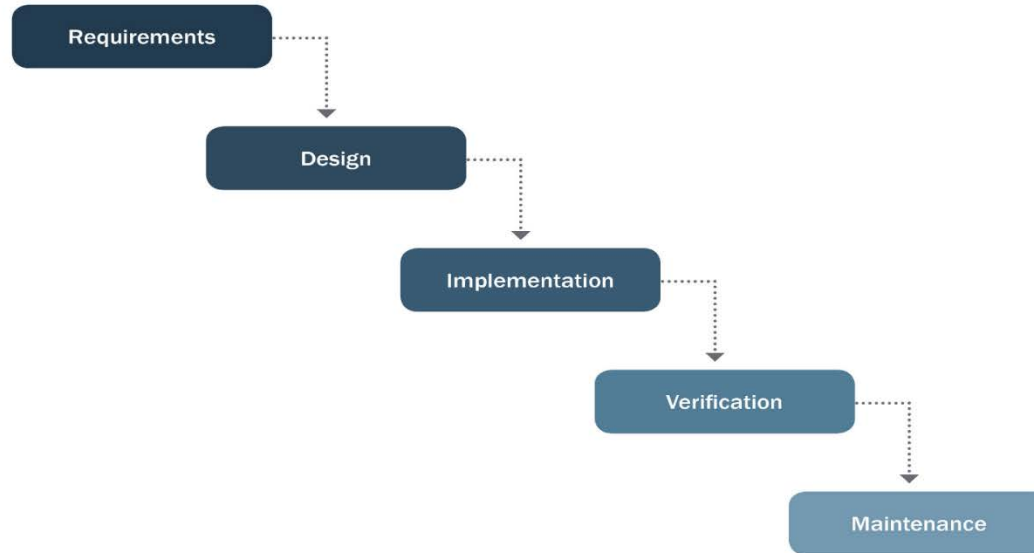 Requirements
Design
Implementation
Verification
Maintenance